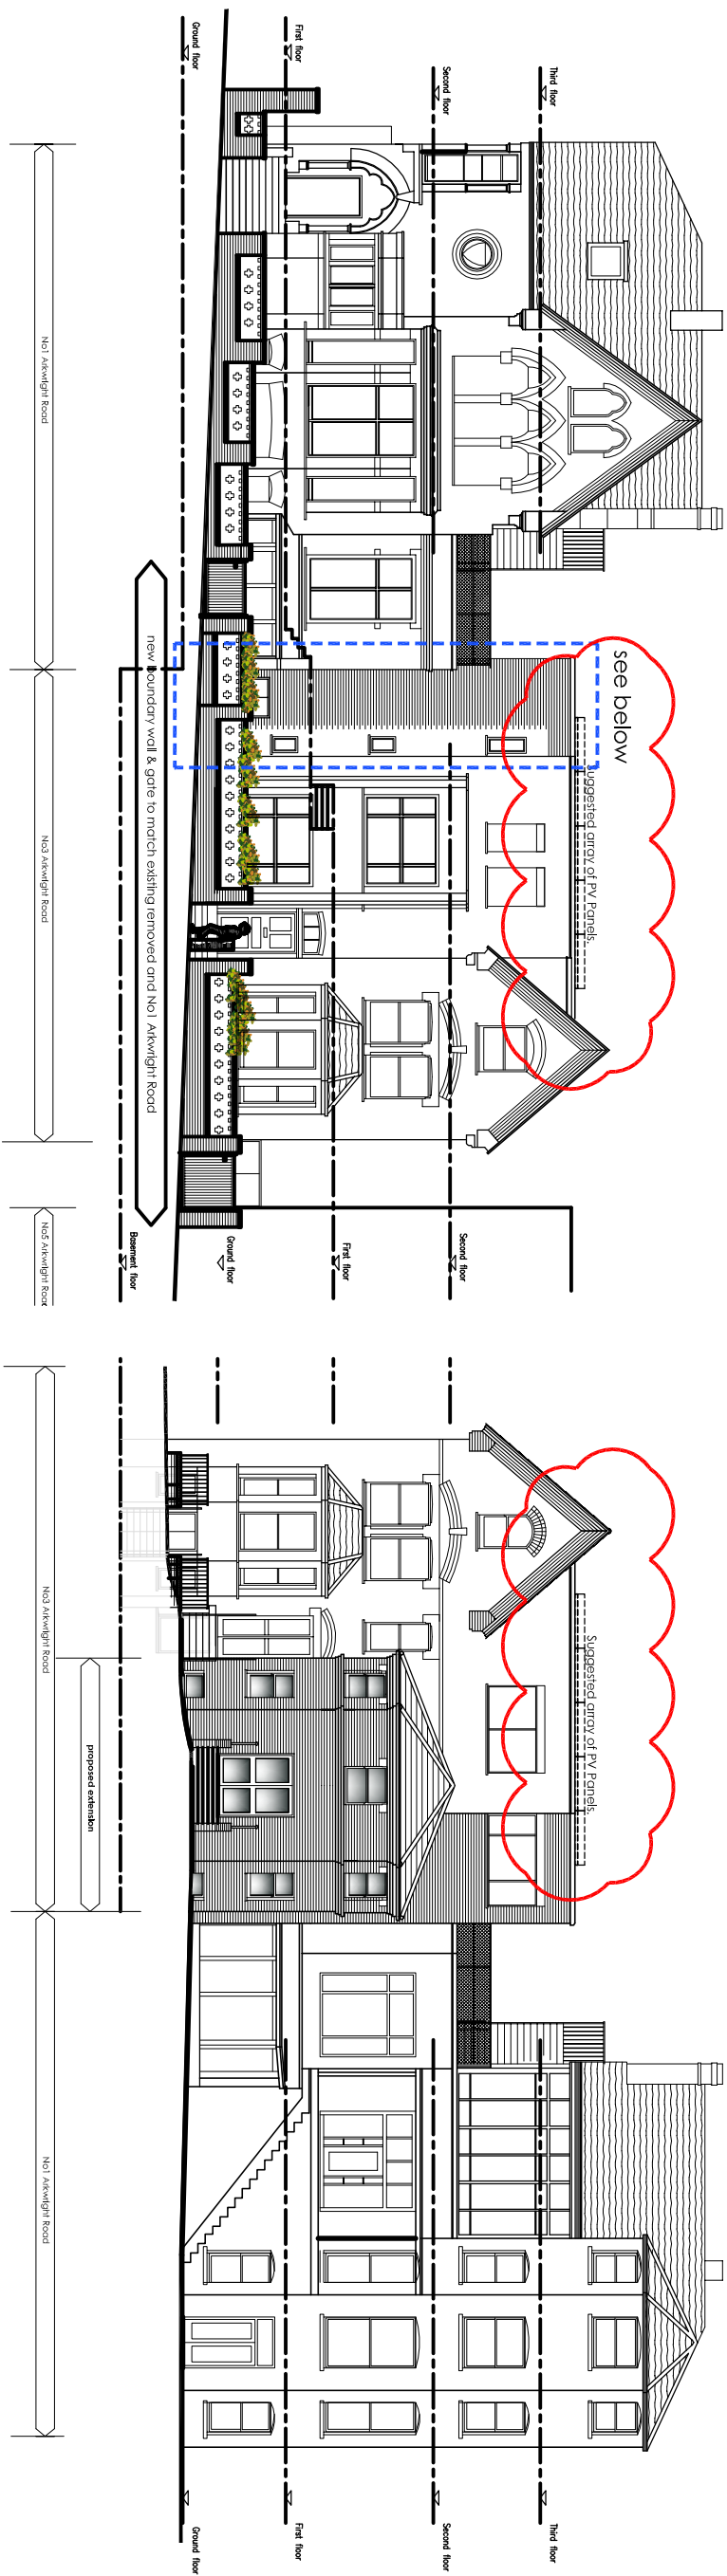 Third floor
Second floor
First floor
Ground floor
see below
Suggested array of PV Panels.
new boundary wall & gate to match existing removed and No1 Arkwright Road
Second floor
First floor
Ground floor
Basement floor
No1 Arkwright Road
No3 Arkwright Road
No5 Arkwright Road
Suggested array of PV Panels.
proposed extension
Third floor
Second floor
First floor
Ground floor
No3 Arkwright Road
No1 Arkwright Road